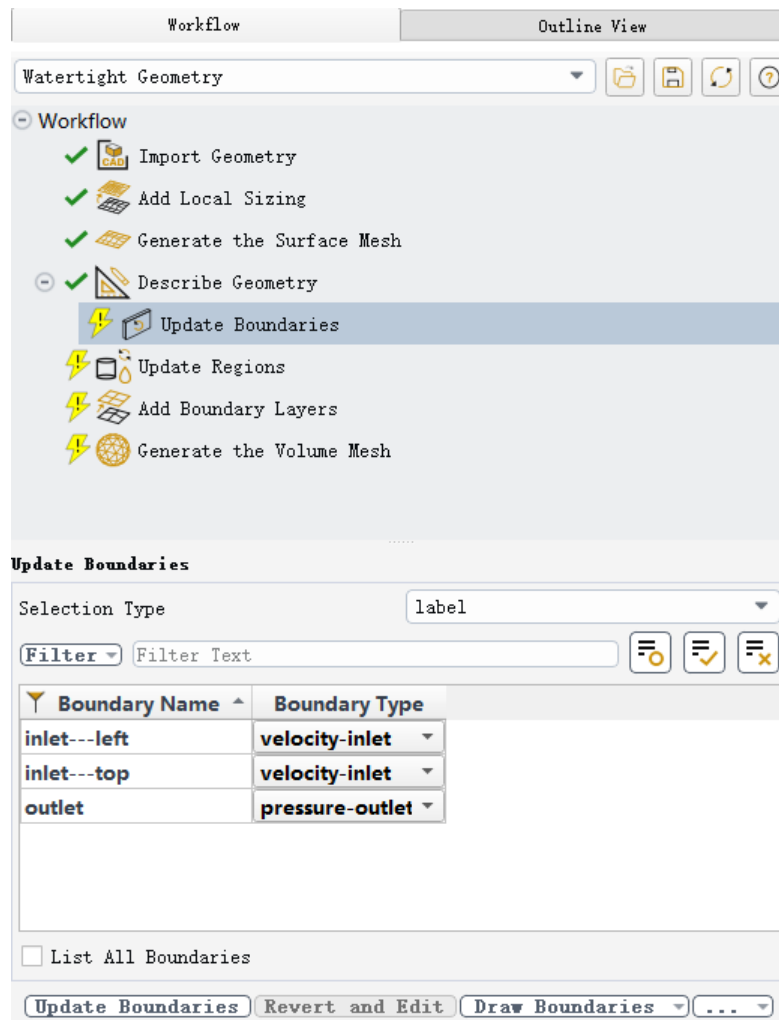 Workflow Outline View
Watertight Geometry
Workflow
CAD Import Geometry
Add Local Sizing
Generate the Surface Mesh
Describe Geometry
Update Boundaries
Update Regions
Add Boundary Layers
Generate the Volume Mesh
Update Boundaries
Selection Type label
Filter Filter Text
Boundary Name Boundary Type
inlet---left velocity-inlet
inlet---top velocity-inlet
outlet pressure-outlet
List All Boundaries
Update Boundaries Revert and Edit Draw Boundaries ...